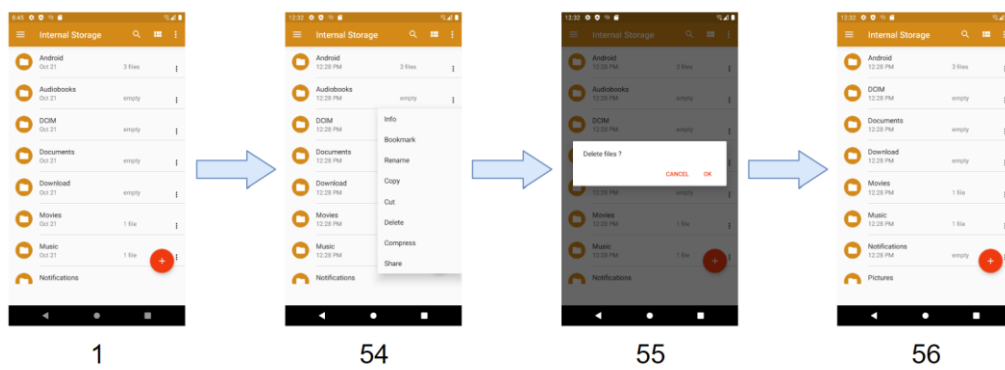 8:45
Internal Storage
Android
Oct 21
3 files
Audiobooks
Oct 21
empty
DCIM
Oct 21
empty
Documents
Oct 21
empty
Download
Oct 21
empty
Movies
Oct 21
1 file
Music
Oct 21
1 file
Notifications
1
12:32
Internal Storage
Android
12:28 PM
3 files
Audiobooks
12:28 PM
empty
DCIM
12:28 PM
Documents
12:28 PM
Download
12:28 PM
Movies
12:28 PM
Music
12:28 PM
Notifications
Info
Bookmark
Rename
Copy
Cut
Delete
Compress
Share
54
12:32
Internal Storage
Android
12:28 PM
3 files
Audiobooks
12:28 PM
empty
DCIM
12:28 PM
empty
Delete files ?
CANCEL
OK
12:28 PM
empty
Movies
12:28 PM
1 file
Music
12:28 PM
1 file
Notifications
55
12:32
Internal Storage
Android
12:28 PM
3 files
DCIM
12:28 PM
empty
Documents
12:28 PM
empty
Download
12:28 PM
empty
Movies
12:28 PM
1 file
Music
12:28 PM
1 file
Notifications
12:28 PM
empty
Pictures
56